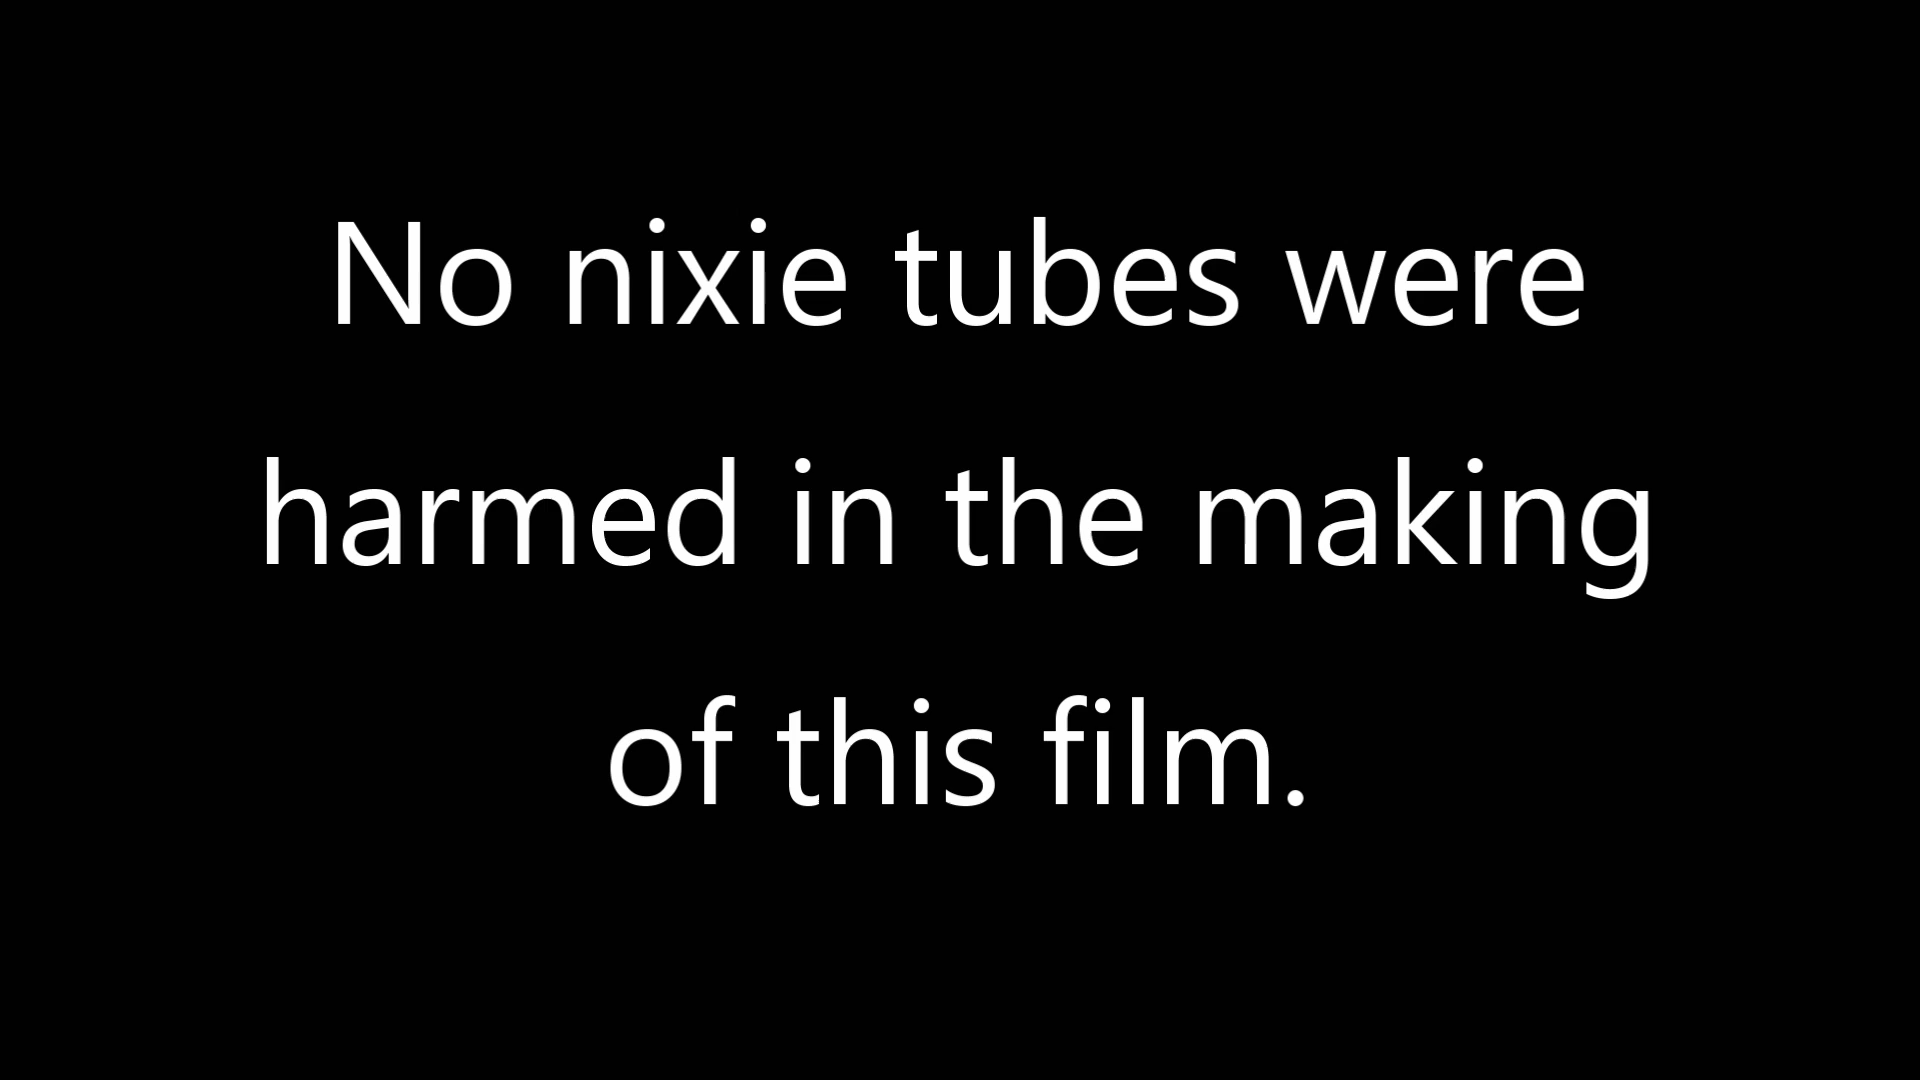 No nixie tubes were
harmed in the making
of this film.